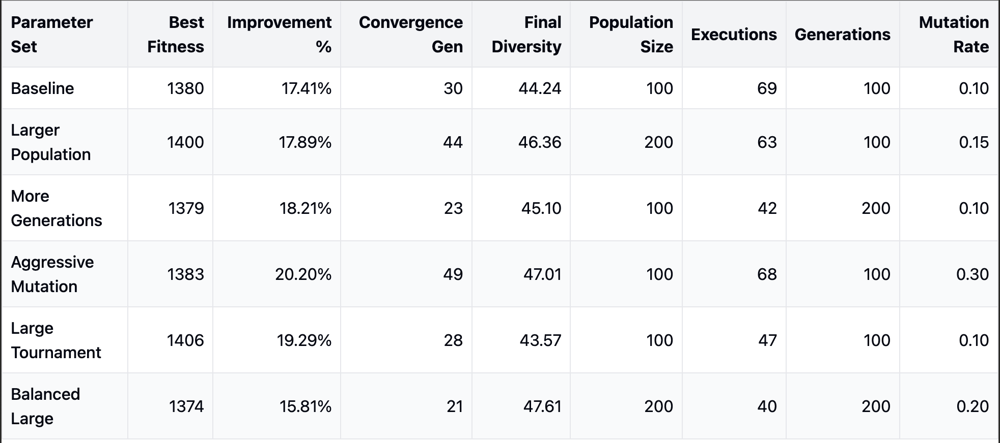 Parameter Set Best Fitness Improvement % Convergence Gen Final Diversity Population Size Executions Generations Mutation Rate
Baseline 1380 17.41% 30 44.24 100 69 100 0.10
Larger Population 1400 17.89% 44 46.36 200 63 100 0.15
More Generations 1379 18.21% 23 45.10 100 42 200 0.10
Aggressive Mutation 1383 20.20% 49 47.01 100 68 100 0.30
Large Tournament 1406 19.29% 28 43.57 100 47 100 0.10
Balanced Large 1374 15.81% 21 47.61 200 40 200 0.20